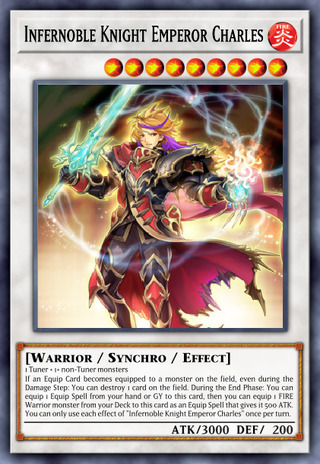 INFERNOBLE KNIGHT EMPEROR CHARLES
FIRE
炎
[WARRIOR / SYNCHRO / EFFECT]
1 Tuner + 1+ non-Tuner monsters
If an Equip Card becomes equipped to a monster on the field, even during the
Damage Step: You can destroy 1 card on the field. During the End Phase: You can
equip 1 Equip Spell from your hand or GY to this card, then you can equip 1 FIRE
Warrior monster from your Deck to this card as an Equip Spell that gives it 500 ATK.
You can only use each effect of "Infernoble Knight Emperor Charles" once per turn.
ATK/3000 DEF/ 200